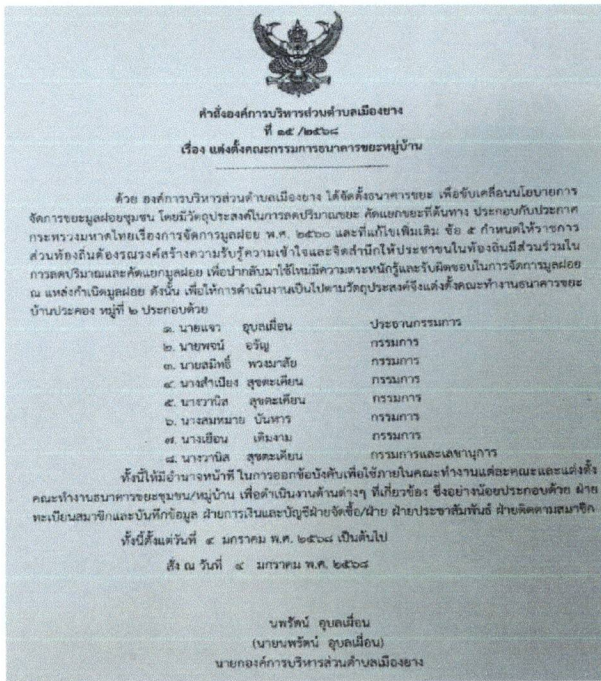 คำสั่งองค์การบริหารส่วนตำบลเมืองยาง
ที่ ๑๕ /๒๕๖๘
เรื่อง แต่งตั้งคณะกรรมการธนาคารขยะหมู่บ้าน
ด้วย องค์การบริหารส่วนตำบลเมืองยาง ได้จัดตั้งธนาคารขยะ เพื่อขับเคลื่อนนโยบายการ
จัดการขยะมูลฝอยชุมชน โดยมีวัตถุประสงค์ในการลดปริมาณขยะ คัดแยกขยะที่ต้นทาง ประกอบกับประกาศ
กระทรวงมหาดไทยเรื่องการจัดการมูลฝอย พ.ศ. ๒๕๖๐ และที่แก้ไขเพิ่มเติม ข้อ ๕ กำหนดให้ราชการ
ส่วนท้องถิ่นต้องรณรงค์สร้างความรับรู้ความเข้าใจและจิตสำนึกให้ประชาชนในท้องถิ่นมีส่วนร่วมใน
การลดปริมาณและคัดแยกมูลฝอย เพื่อนำกลับมาใช้ใหม่มีความตระหนักรู้และรับผิดชอบในการจัดการมูลฝอย
ณ แหล่งกำเนิดมูลฝอย ดังนั้น เพื่อให้การดำเนินงานเป็นไปตามวัตถุประสงค์จึงแต่งตั้งคณะทำงานธนาคารขยะ
บ้านประคอง หมู่ที่ ๒ ประกอบด้วย
๑. นายแจว อุบลเผื่อน ประธานกรรมการ
๒. นายพจน์ อรัญ กรรมการ
๓. นายสมิทธิ์ พวงมาสัย กรรมการ
๔. นางสำเนียง สุขตะเคียน กรรมการ
๕. นางวานิส สุขตะเคียน กรรมการ
๖. นางสมหมาย บันหาร กรรมการ
๗. นางเยือน เติมงาม กรรมการ
๘. นางวานิส สุขตะเคียน กรรมการและเลขานุการ
ทั้งนี้ให้มีอำนาจหน้าที่ ในการออกข้อบังคับเพื่อใช้ภายในคณะทำงานแต่ละคณะและแต่งตั้ง
คณะทำงานธนาคารขยะชุมชน/หมู่บ้าน เพื่อดำเนินงานด้านต่างๆ ที่เกี่ยวข้อง ซึ่งอย่างน้อยประกอบด้วย ฝ่าย
ทะเบียนสมาชิกและบันทึกข้อมูล ฝ่ายการเงินและบัญชีฝ่ายจัดซื้อ/ฝ่าย ฝ่ายประชาสัมพันธ์ ฝ่ายติดตามสมาชิก
ทั้งนี้ตั้งแต่วันที่ ๔ มกราคม พ.ศ. ๒๕๖๘ เป็นต้นไป
สั่ง ณ วันที่ ๔ มกราคม พ.ศ. ๒๕๖๘
นพรัตน์ อุบลเผื่อน
(นายนพรัตน์ อุบลเผื่อน)
นายกองค์การบริหารส่วนตำบลเมืองยาง